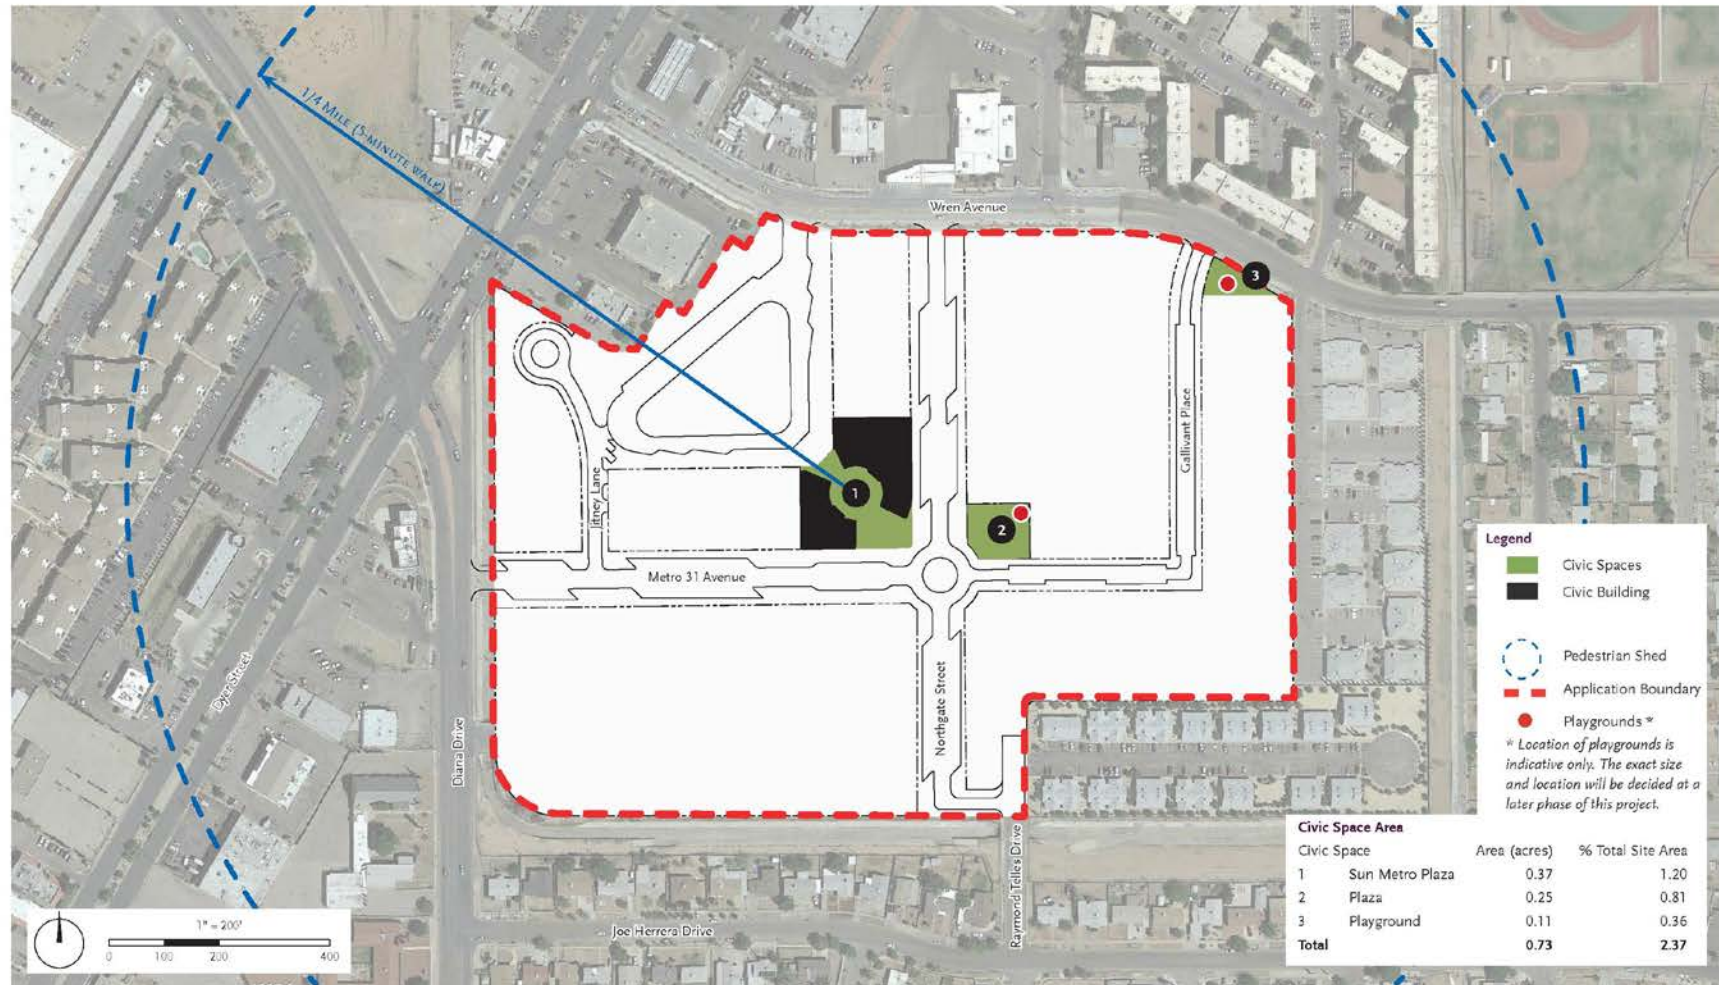 1/4 Mile (5-minute walk)
Wren Avenue
3
Gallivant Place
1
2
Jitney Lane
Metro 31 Avenue
Northgate Street
Dyer Street
Diana Drive
Raymond Telles Drive
Joe Herrera Drive
Legend
Civic Spaces
Civic Building
Pedestrian Shed
Application Boundary
Playgrounds *
* Location of playgrounds is
indicative only. The exact size
and location will be decided at a
later phase of this project.
Civic Space Area
Civic Space Area (acres) % Total Site Area
1 Sun Metro Plaza 0.37 1.20
2 Plaza 0.25 0.81
3 Playground 0.11 0.36
Total 0.73 2.37
1" = 200'
0 100 200 400